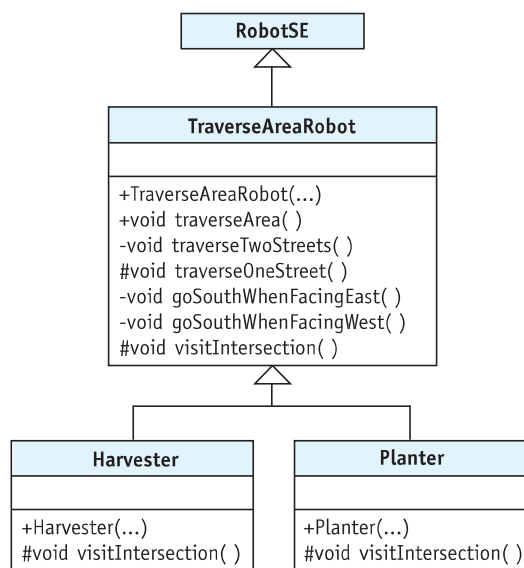 RobotSE
TraverseAreaRobot
+TraverseAreaRobot(...)
+void traverseArea( )
-void traverseTwoStreets( )
#void traverseOneStreet( )
-void goSouthWhenFacingEast( )
-void goSouthWhenFacingWest( )
#void visitIntersection( )
Harvester
+Harvester(...)
#void visitIntersection( )
Planter
+Planter(...)
#void visitIntersection( )